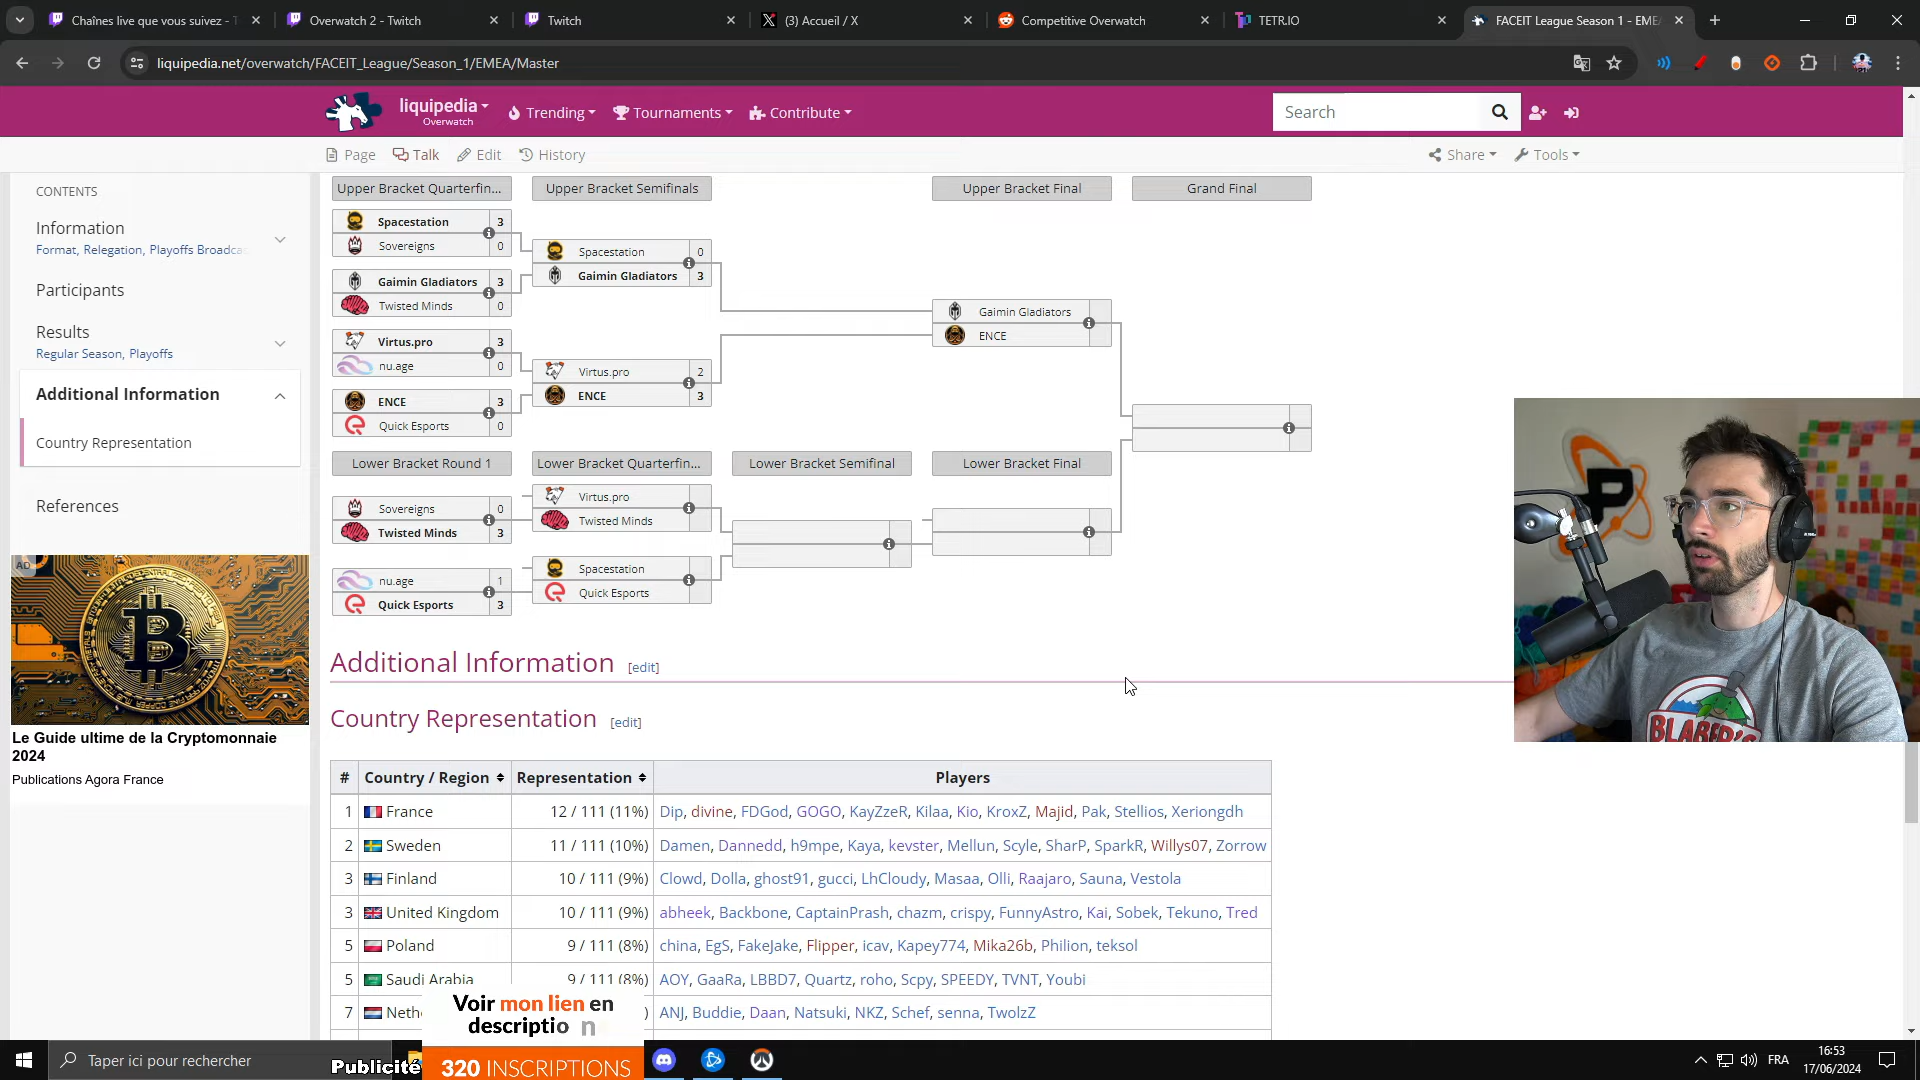 Chaînes live que vous suivez - T
Overwatch 2 - Twitch
Twitch
(3) Accueil / X
Competitive Overwatch
TETR.IO
FACEIT League Season 1 - EME
liquipedia.net/overwatch/FACEIT_League/Season_1/EMEA/Master
liquipedia
Overwatch
Trending
Tournaments
Contribute
Search
Page
Talk
Edit
History
Share
Tools
CONTENTS
Information
Format, Relegation, Playoffs Broadca
Participants
Results
Regular Season, Playoffs
Additional Information
Country Representation
References
AD
Le Guide ultime de la Cryptomonnaie
2024
Publications Agora France
Upper Bracket Quarterfin...
Upper Bracket Semifinals
Upper Bracket Final
Grand Final
Spacestation 3
Sovereigns 0
Gaimin Gladiators 3
Twisted Minds 0
Virtus.pro 3
nu.age 0
ENCE 3
Quick Esports 0
Spacestation 0
Gaimin Gladiators 3
Virtus.pro 2
ENCE 3
Gaimin Gladiators
ENCE
Lower Bracket Round 1
Lower Bracket Quarterfin...
Lower Bracket Semifinal
Lower Bracket Final
Sovereigns 0
Twisted Minds 3
nu.age 1
Quick Esports 3
Virtus.pro
Twisted Minds
Spacestation
Quick Esports
Additional Information [edit]
Country Representation [edit]
# Country / Region Representation Players
1 France 12 / 111 (11%) Dip, divine, FDGod, GOGO, KayZzeR, Kilaa, Kio, KroxZ, Majid, Pak, Stellios, Xeriongdh
2 Sweden 11 / 111 (10%) Damen, Dannedd, h9mpe, Kaya, kevster, Mellun, Scyle, SharP, SparkR, Willys07, Zorrow
3 Finland 10 / 111 (9%) Clowd, Dolla, ghost91, gucci, LhCloudy, Masaa, Olli, Raajaro, Sauna, Vestola
3 United Kingdom 10 / 111 (9%) abheek, Backbone, CaptainPrash, chazm, crispy, FunnyAstro, Kai, Sobek, Tekuno, Tred
5 Poland 9 / 111 (8%) china, EgS, FakeJake, Flipper, icav, Kapey774, Mika26b, Philion, teksol
5 Saudi Arabia 9 / 111 (8%) AOY, GaaRa, LBBD7, Quartz, roho, Scpy, SPEEDY, TVNT, Youbi
7 Neth ANJ, Buddie, Daan, Natsuki, NKZ, Schef, senna, TwolzZ
Voir mon lien en
description
Publicité
320 INSCRIPTIONS
BLARED'S
Taper ici pour rechercher
FRA
16:53
17/06/2024